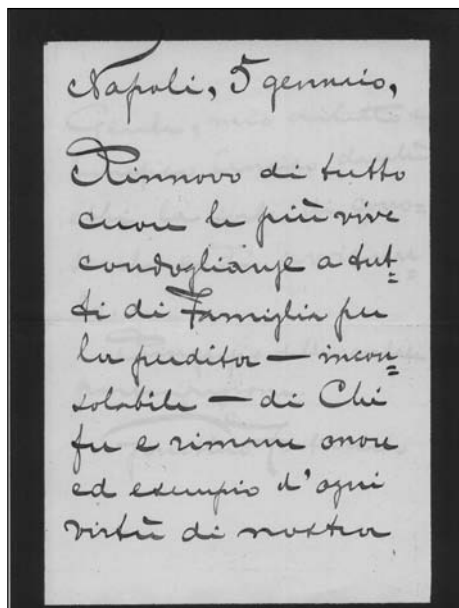 Napoli, 5 gennaio,
Rinnovo di tutto
cuore le più vive
condoglianze a tut=
ti di Famiglia per
la perdita — incon=
solabile — di Chi
fu e rimane onore
ed esempio d'ogni
virtù di nostra